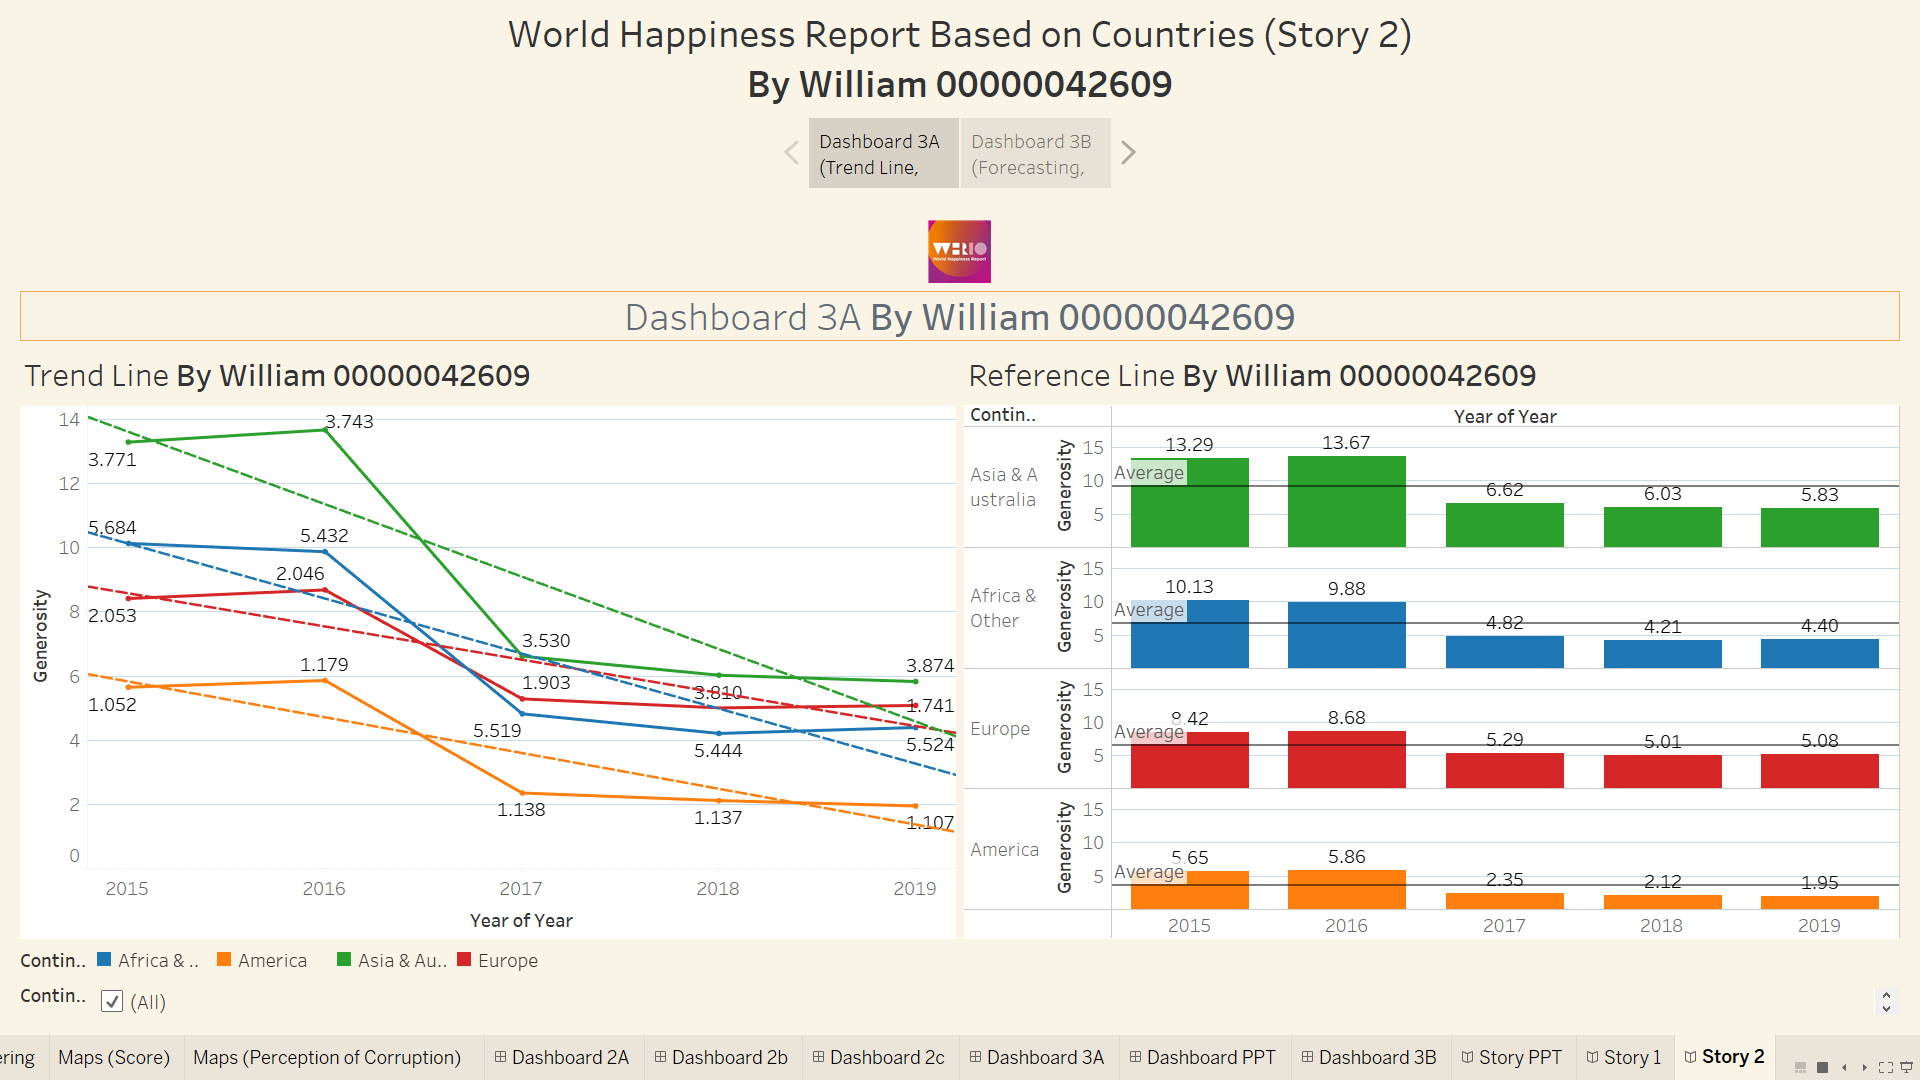 World Happiness Report Based on Countries (Story 2)
By William 00000042609
Dashboard 3A
(Trend Line,
Dashboard 3B
(Forecasting,
World Happiness Report
Dashboard 3A By William 00000042609
Trend Line By William 00000042609
Generosity
14
12
10
8
6
4
2
0
3.771
3.743
3.530
3.810
3.874
5.684
5.432
5.519
5.444
5.524
2.053
2.046
1.903
1.741
1.052
1.179
1.138
1.137
1.107
2015
2016
2017
2018
2019
Year of Year
Reference Line By William 00000042609
Contin..
Year of Year
Asia & A
ustralia
Generosity
15
10
5
Average
13.29
13.67
6.62
6.03
5.83
Africa &
Other
Generosity
15
10
5
Average
10.13
9.88
4.82
4.21
4.40
Europe
Generosity
15
10
5
Average
8.42
8.68
5.29
5.01
5.08
America
Generosity
15
10
5
Average
5.65
5.86
2.35
2.12
1.95
2015
2016
2017
2018
2019
Contin..
Africa & ..
America
Asia & Au..
Europe
Contin..
(All)
ering
Maps (Score)
Maps (Perception of Corruption)
Dashboard 2A
Dashboard 2b
Dashboard 2c
Dashboard 3A
Dashboard PPT
Dashboard 3B
Story PPT
Story 1
Story 2